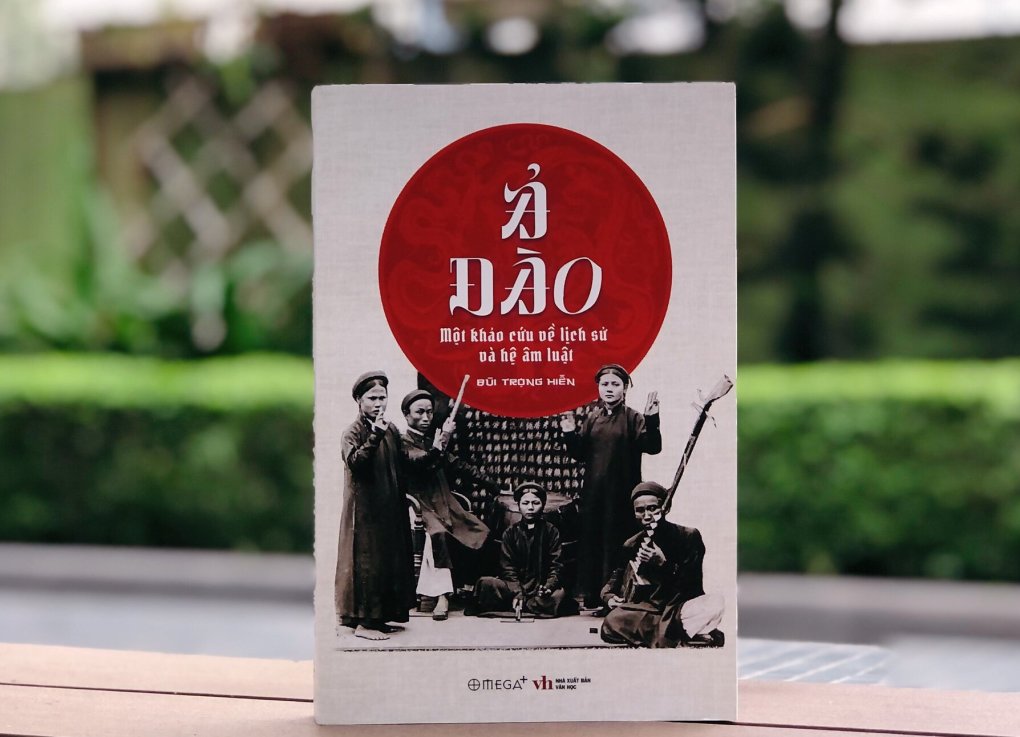 Ả
ĐÀO
Một khảo cứu về lịch sử
và hệ âm luật
BÙI TRỌNG HIỀN
OMEGA+
vh NHÀ XUẤT BẢN
VĂN HỌC